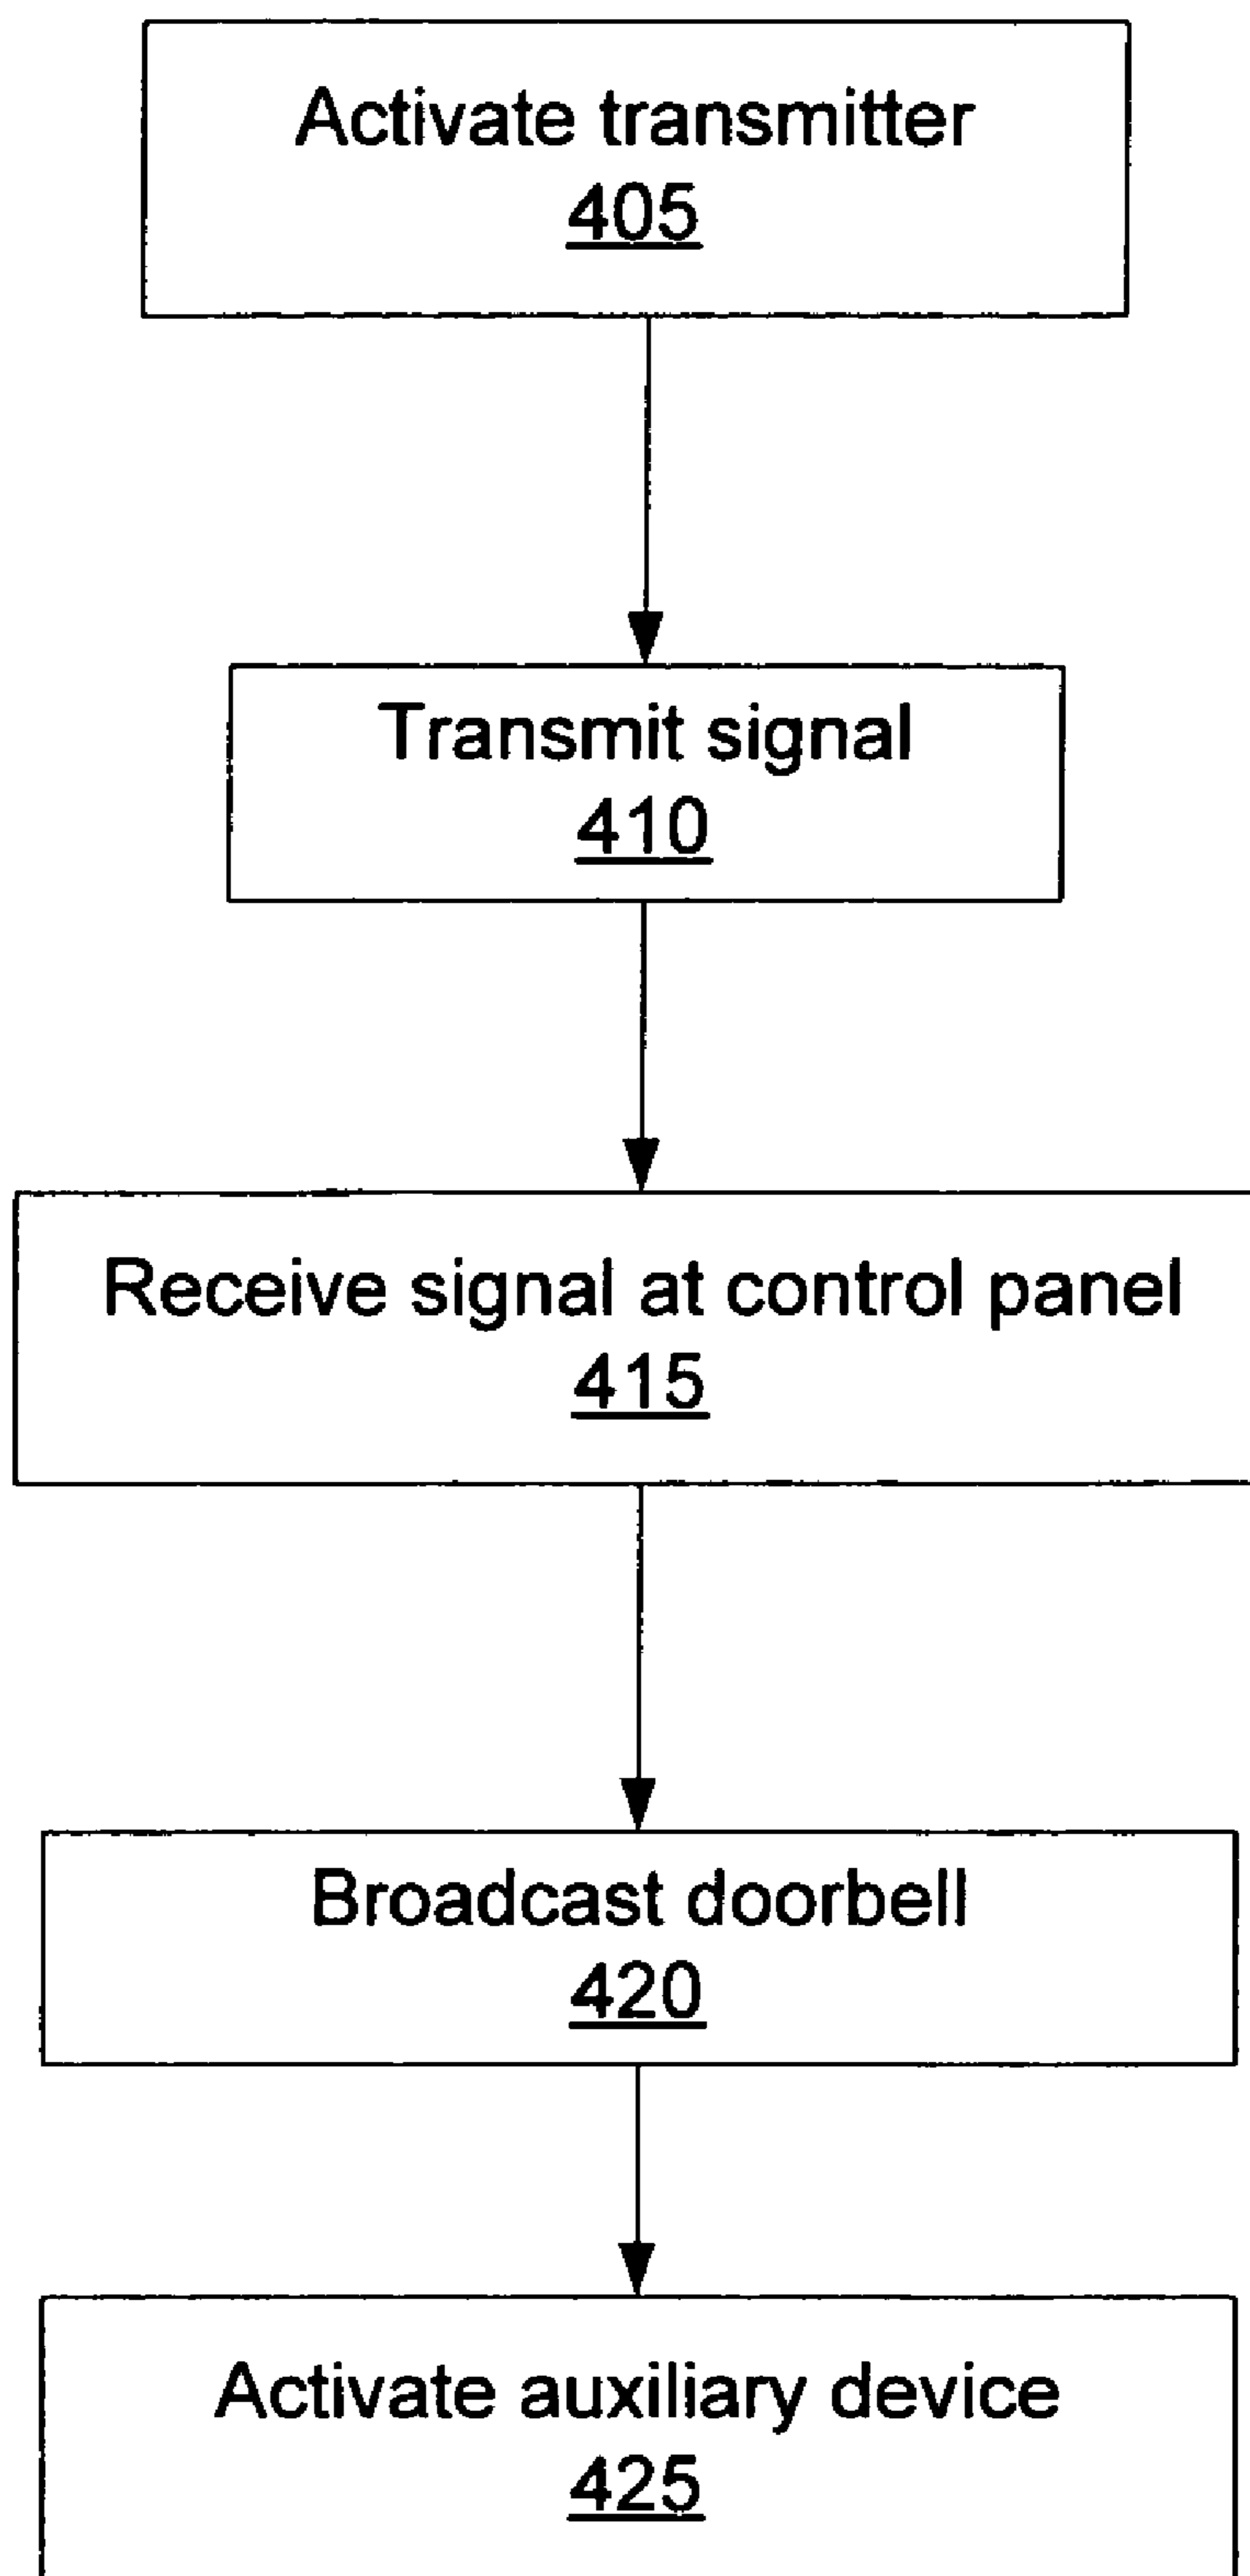 Activate transmitter
405
Transmit signal
410
Receive signal at control panel
415
Broadcast doorbell
420
Activate auxiliary device
425